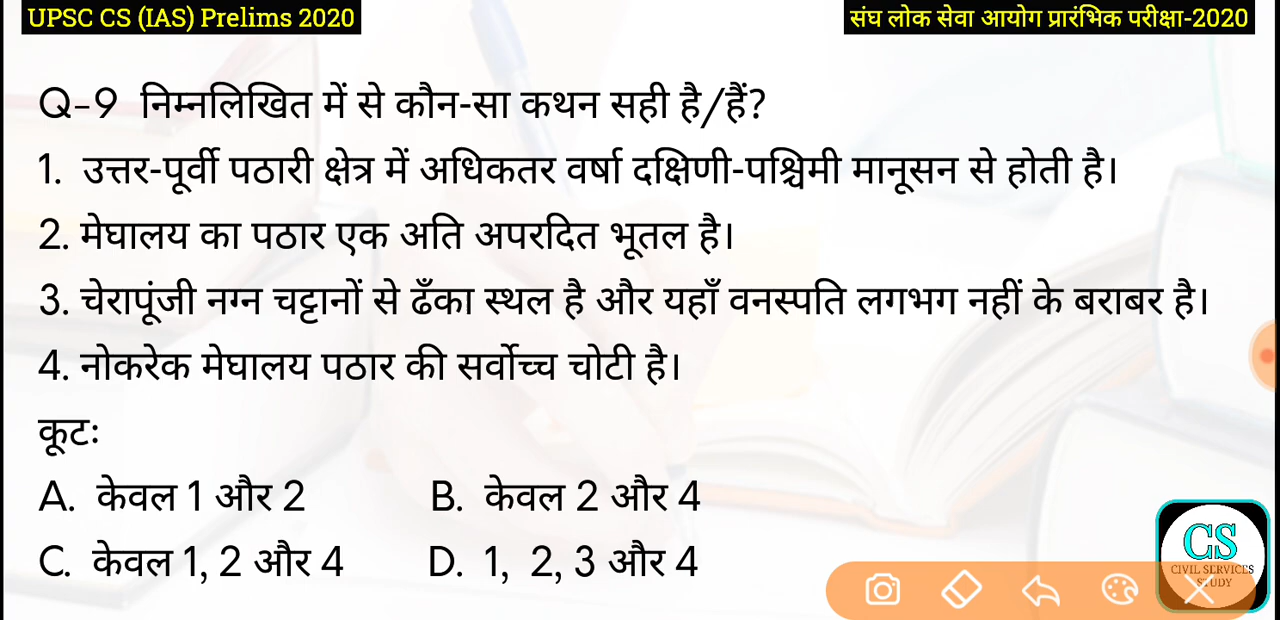 UPSC CS (IAS) Prelims 2020
संघ लोक सेवा आयोग प्रारंभिक परीक्षा-2020
Q-9 निम्नलिखित में से कौन-सा कथन सही है/हैं?
1. उत्तर-पूर्वी पठारी क्षेत्र में अधिकतर वर्षा दक्षिणी-पश्चिमी मानूसन से होती है।
2. मेघालय का पठार एक अति अपरदित भूतल है।
3. चेरापूंजी नग्न चट्टानों से ढँका स्थल है और यहाँ वनस्पति लगभग नहीं के बराबर है।
4. नोकरेक मेघालय पठार की सर्वोच्च चोटी है।
कूटः
A. केवल 1 और 2 B. केवल 2 और 4
C. केवल 1, 2 और 4 D. 1, 2, 3 और 4
CS
CIVIL SERVICES
STUDY